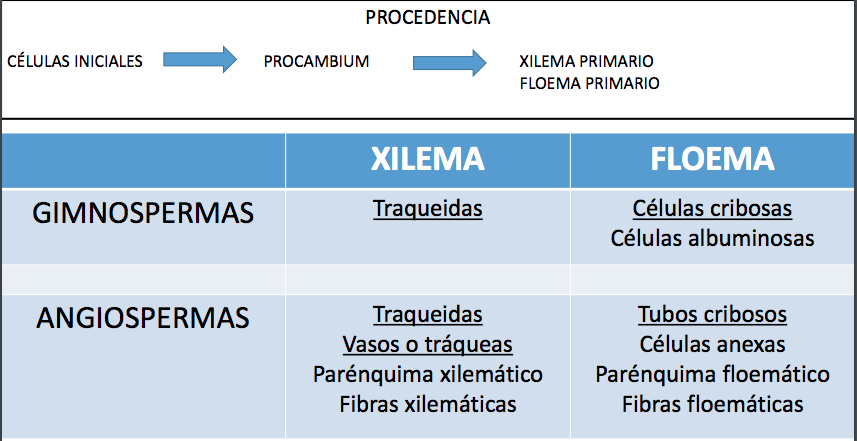 PROCEDENCIA
CÉLULAS INICIALES PROCAMBIUM XILEMA PRIMARIO
FLOEMA PRIMARIO
XILEMA FLOEMA
GIMNOSPERMAS Traqueidas Células cribosas
Células albuminosas
ANGIOSPERMAS Traqueidas Tubos cribosos
Vasos o tráqueas Células anexas
Parénquima xilemático Parénquima floemático
Fibras xilemáticas Fibras floemáticas